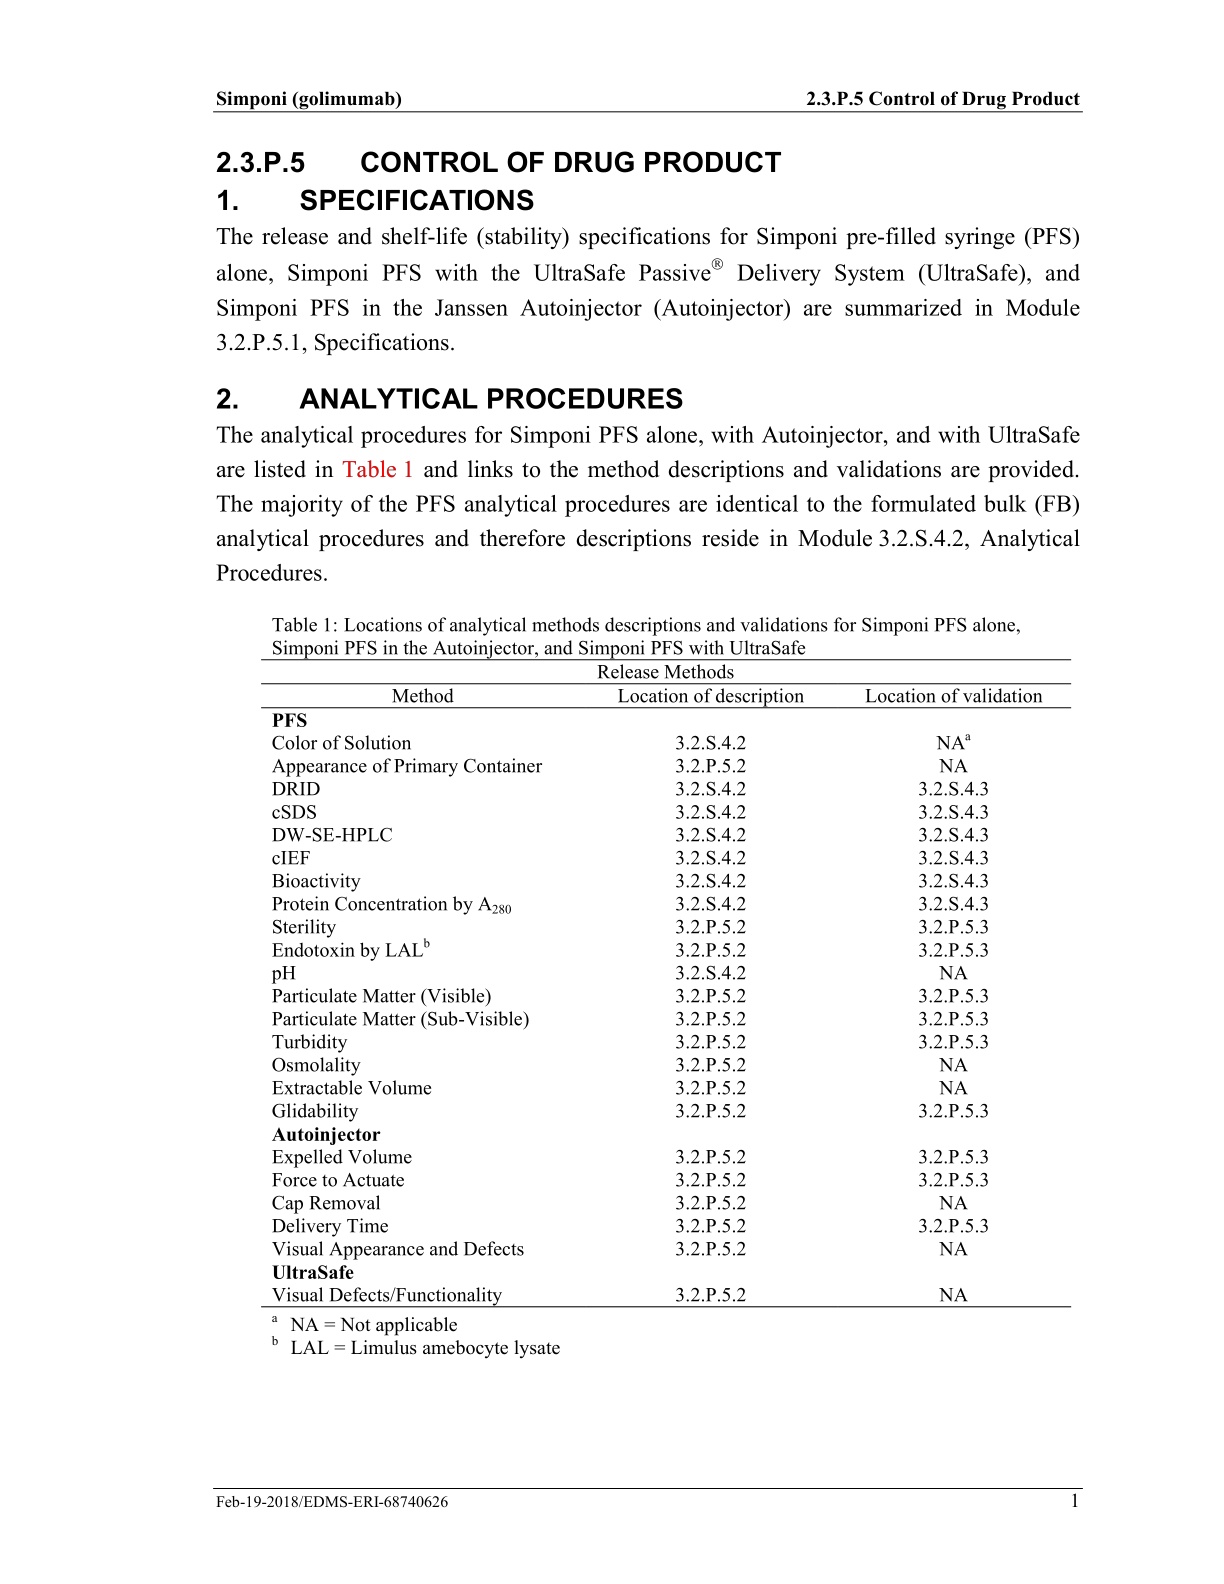 Simponi (golimumab) 2.3.P.5 Control of Drug Product
2.3.P.5 CONTROL OF DRUG PRODUCT
1. SPECIFICATIONS
The release and shelf-life (stability) specifications for Simponi pre-filled syringe (PFS)
alone, Simponi PFS with the UltraSafe Passive® Delivery System (UltraSafe), and
Simponi PFS in the Janssen Autoinjector (Autoinjector) are summarized in Module
3.2.P.5.1, Specifications.
2. ANALYTICAL PROCEDURES
The analytical procedures for Simponi PFS alone, with Autoinjector, and with UltraSafe
are listed in Table 1 and links to the method descriptions and validations are provided.
The majority of the PFS analytical procedures are identical to the formulated bulk (FB)
analytical procedures and therefore descriptions reside in Module 3.2.S.4.2, Analytical
Procedures.
Table 1: Locations of analytical methods descriptions and validations for Simponi PFS alone,
Simponi PFS in the Autoinjector, and Simponi PFS with UltraSafe
Release Methods
Method Location of description Location of validation
PFS
Color of Solution 3.2.S.4.2 NAa
Appearance of Primary Container 3.2.P.5.2 NA
DRID 3.2.S.4.2 3.2.S.4.3
cSDS 3.2.S.4.2 3.2.S.4.3
DW-SE-HPLC 3.2.S.4.2 3.2.S.4.3
cIEF 3.2.S.4.2 3.2.S.4.3
Bioactivity 3.2.S.4.2 3.2.S.4.3
Protein Concentration by A280 3.2.S.4.2 3.2.S.4.3
Sterility 3.2.P.5.2 3.2.P.5.3
Endotoxin by LALb 3.2.P.5.2 3.2.P.5.3
pH 3.2.S.4.2 NA
Particulate Matter (Visible) 3.2.P.5.2 3.2.P.5.3
Particulate Matter (Sub-Visible) 3.2.P.5.2 3.2.P.5.3
Turbidity 3.2.P.5.2 3.2.P.5.3
Osmolality 3.2.P.5.2 NA
Extractable Volume 3.2.P.5.2 NA
Glidability 3.2.P.5.2 3.2.P.5.3
Autoinjector
Expelled Volume 3.2.P.5.2 3.2.P.5.3
Force to Actuate 3.2.P.5.2 3.2.P.5.3
Cap Removal 3.2.P.5.2 NA
Delivery Time 3.2.P.5.2 3.2.P.5.3
Visual Appearance and Defects 3.2.P.5.2 NA
UltraSafe
Visual Defects/Functionality 3.2.P.5.2 NA
a NA = Not applicable
b LAL = Limulus amebocyte lysate
Feb-19-2018/EDMS-ERI-68740626 1